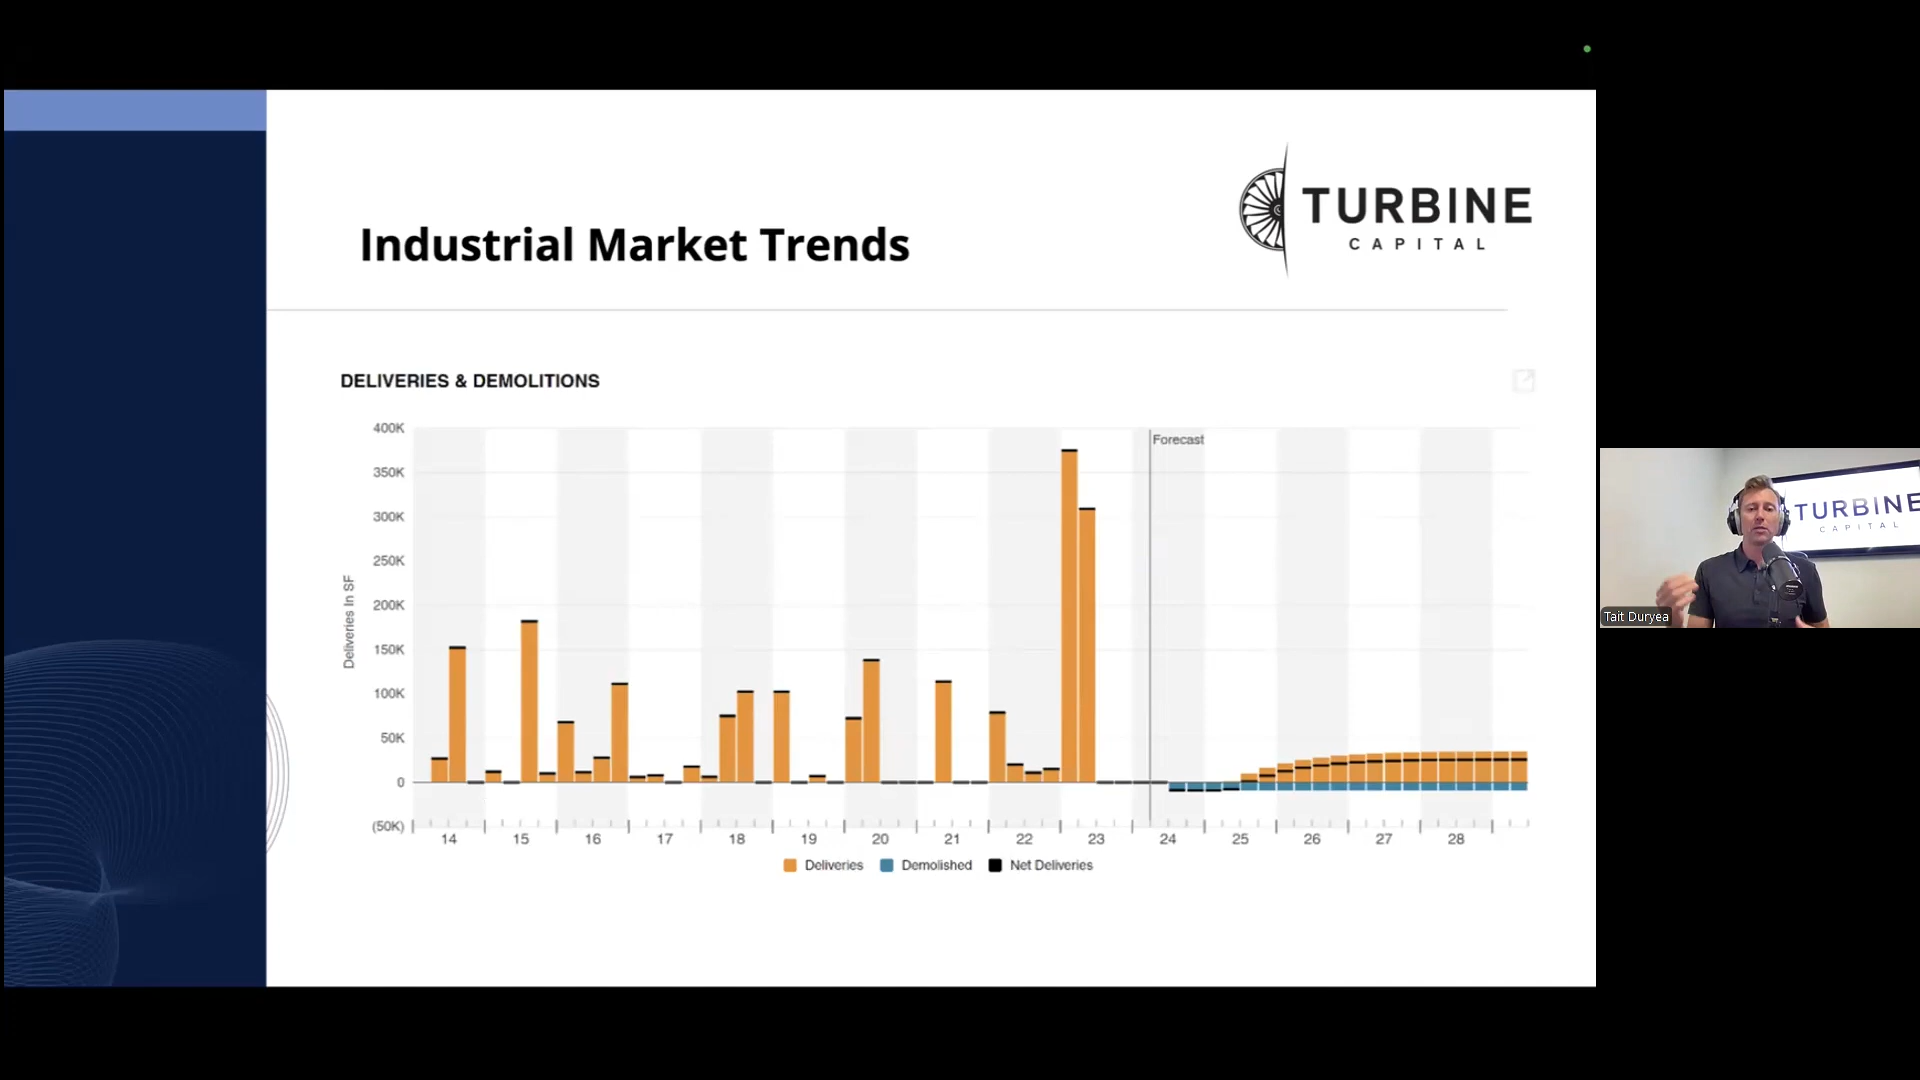 TURBINE
CAPITAL
Industrial Market Trends
DELIVERIES & DEMOLITIONS
Deliveries In SF
400K
350K
300K
250K
200K
150K
100K
50K
0
(50K)
Forecast
14 15 16 17 18 19 20 21 22 23 24 25 26 27 28
Deliveries Demolished Net Deliveries
TURBINE
CAPITAL
Tait Duryea